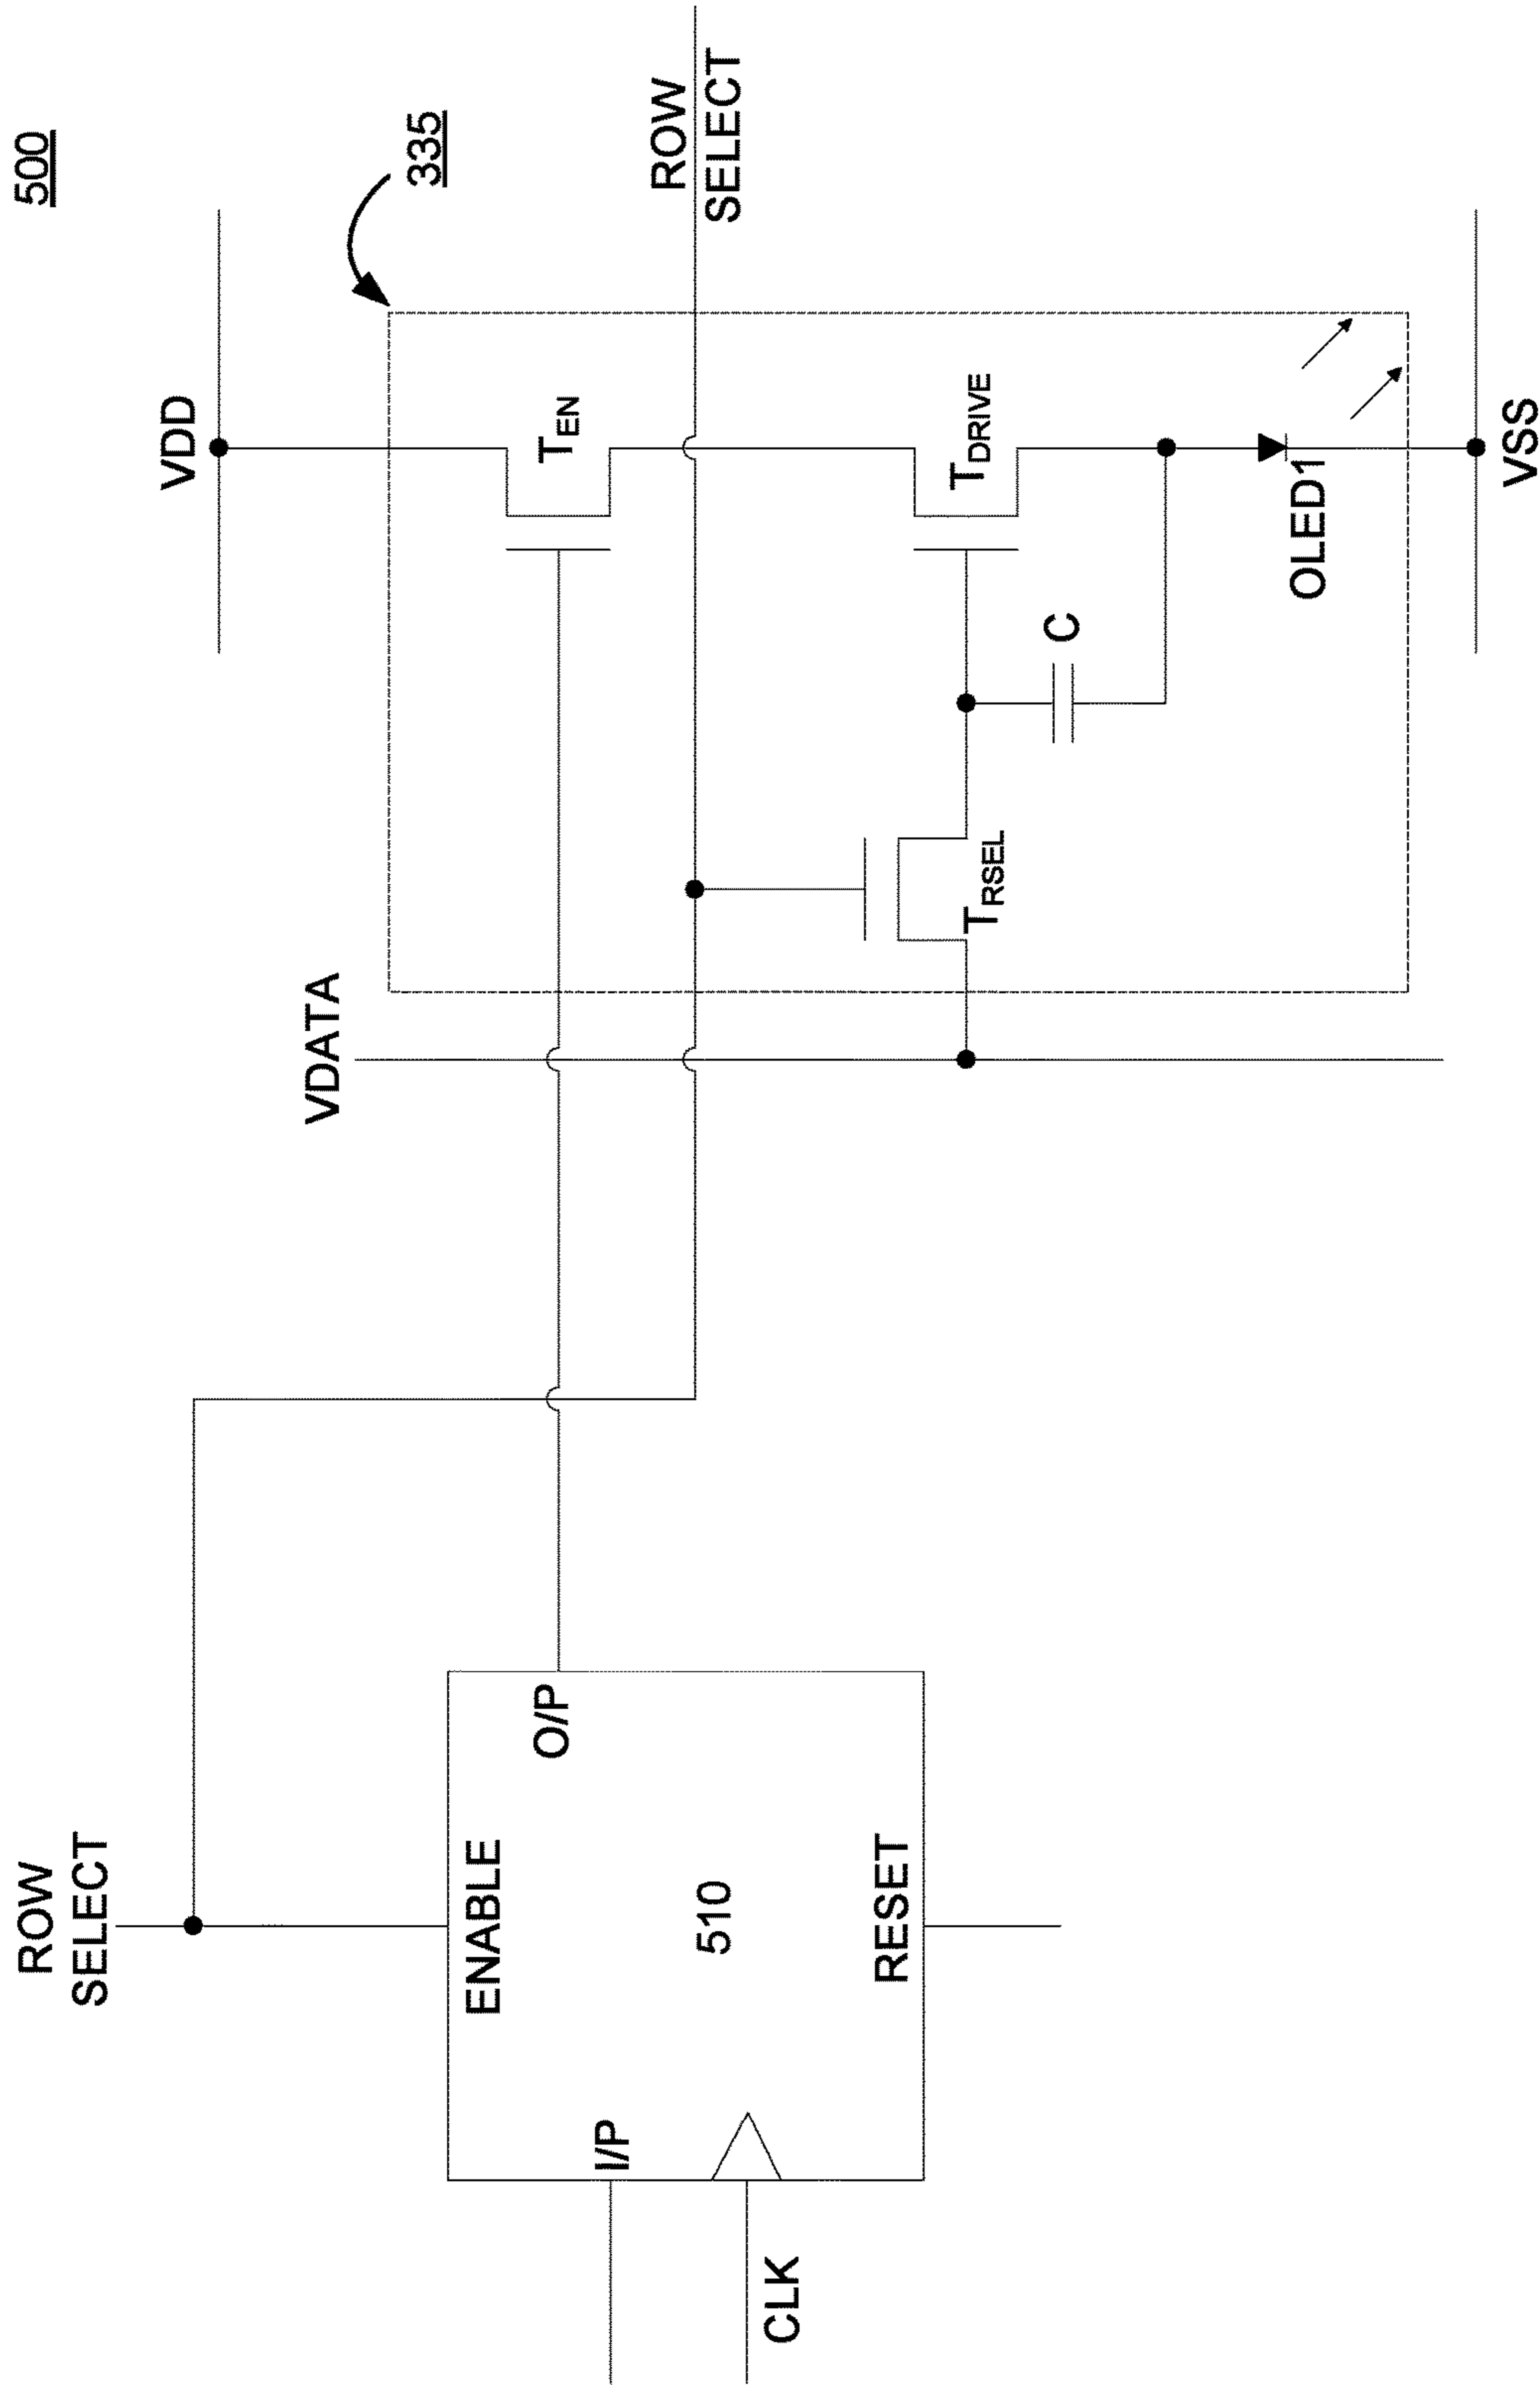 500
VDD
335
ROW
SELECT
T_EN
VDATA
T_DRIVE
C
T_RSEL
OLED1
VSS
ROW
SELECT
ENABLE
O/P
510
I/P
RESET
CLK